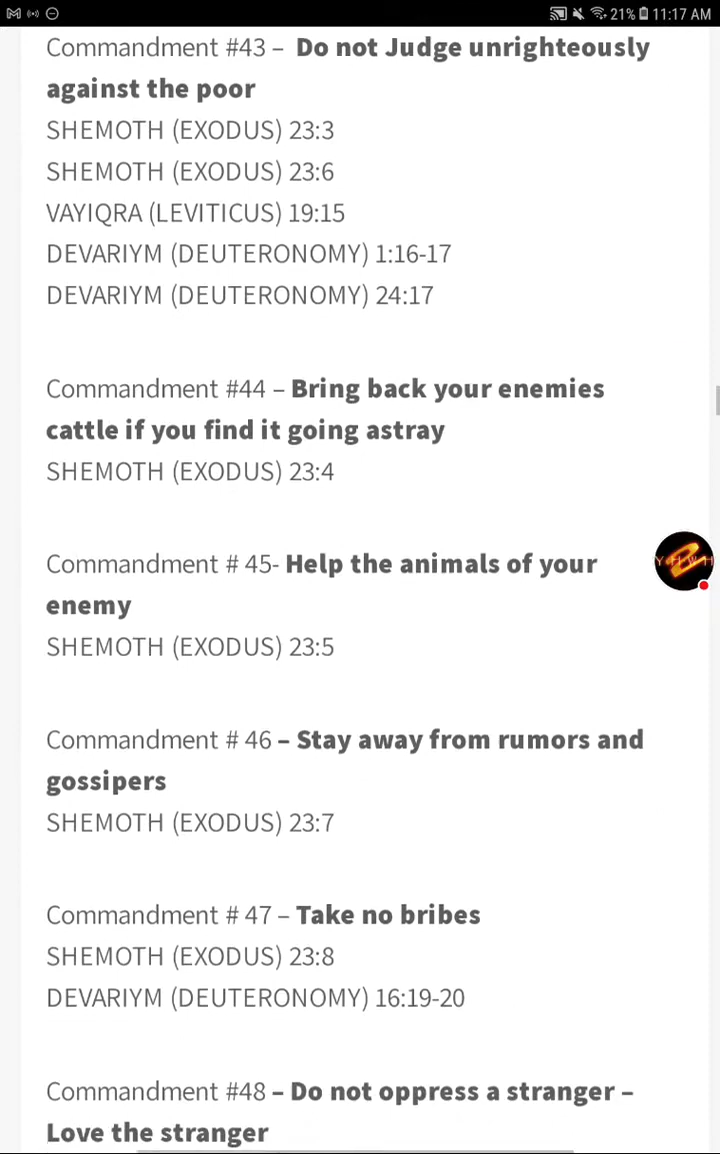 21% 11:17 AM
Commandment #43 – Do not Judge unrighteously
against the poor
SHEMOTH (EXODUS) 23:3
SHEMOTH (EXODUS) 23:6
VAYIQRA (LEVITICUS) 19:15
DEVARIYM (DEUTERONOMY) 1:16-17
DEVARIYM (DEUTERONOMY) 24:17
Commandment #44 – Bring back your enemies
cattle if you find it going astray
SHEMOTH (EXODUS) 23:4
Commandment # 45- Help the animals of your
enemy
SHEMOTH (EXODUS) 23:5
YHWH
Commandment # 46 – Stay away from rumors and
gossipers
SHEMOTH (EXODUS) 23:7
Commandment # 47 – Take no bribes
SHEMOTH (EXODUS) 23:8
DEVARIYM (DEUTERONOMY) 16:19-20
Commandment #48 – Do not oppress a stranger –
Love the stranger